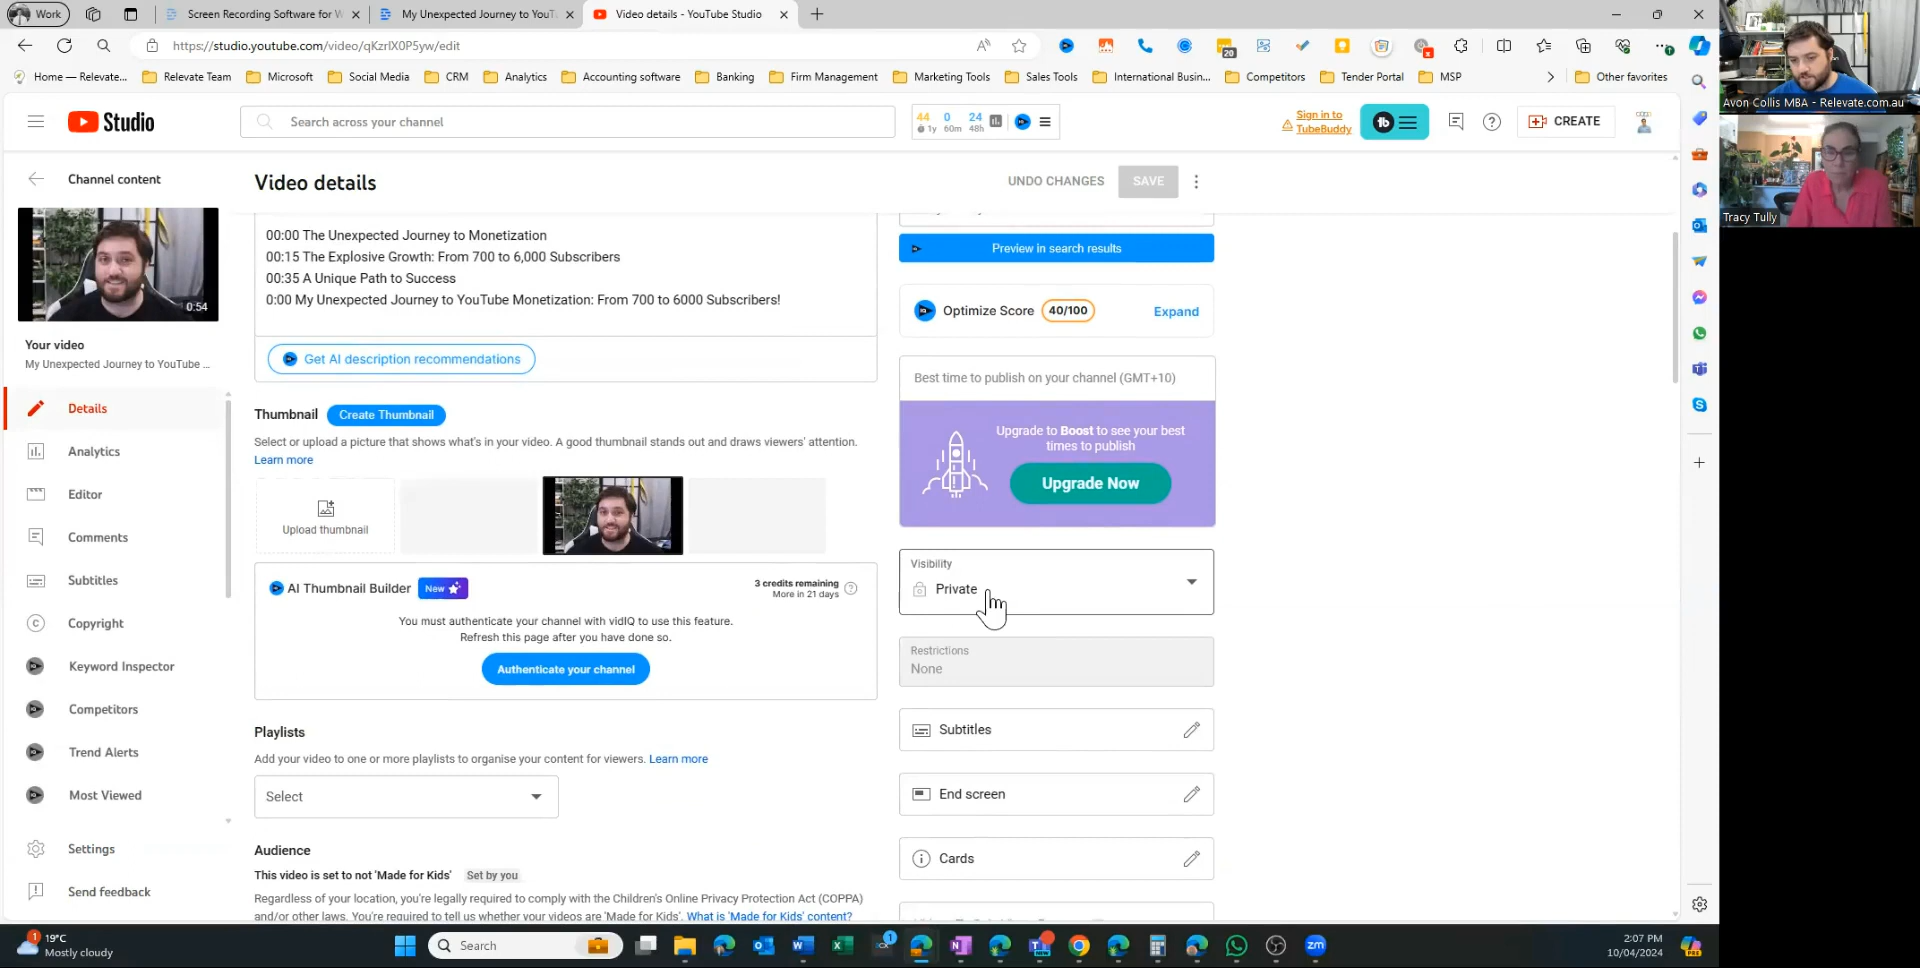 Work
Screen Recording Software for W
My Unexpected Journey to YouT
Video details - YouTube Studio
https://studio.youtube.com/video/qKzrlX0P5yw/edit
20
Home — Relevate...
Relevate Team
Microsoft
Social Media
CRM
Analytics
Accounting software
Banking
Firm Management
Marketing Tools
Sales Tools
International Busin...
Competitors
Tender Portal
MSP
Other favorites
Studio
Search across your channel
44 0 24
1y 60m 48h
Sign in to
TubeBuddy
CREATE
Channel content
Video details
UNDO CHANGES
SAVE
0:54
Your video
My Unexpected Journey to YouTube ...
Details
Analytics
Editor
Comments
Subtitles
Copyright
Keyword Inspector
Competitors
Trend Alerts
Most Viewed
Settings
Send feedback
00:00 The Unexpected Journey to Monetization
00:15 The Explosive Growth: From 700 to 6,000 Subscribers
00:35 A Unique Path to Success
0:00 My Unexpected Journey to YouTube Monetization: From 700 to 6000 Subscribers!
Get AI description recommendations
Thumbnail
Create Thumbnail
Select or upload a picture that shows what's in your video. A good thumbnail stands out and draws viewers' attention.
Learn more
Upload thumbnail
AI Thumbnail Builder
New
3 credits remaining
More in 21 days
You must authenticate your channel with vidIQ to use this feature.
Refresh this page after you have done so.
Authenticate your channel
Playlists
Add your video to one or more playlists to organise your content for viewers. Learn more
Select
Audience
This video is set to not 'Made for Kids' Set by you
Regardless of your location, you're legally required to comply with the Children's Online Privacy Protection Act (COPPA)
and/or other laws. You're required to tell us whether your videos are 'Made for Kids'. What is 'Made for Kids' content?
Preview in search results
Optimize Score
40/100
Expand
Best time to publish on your channel (GMT+10)
Upgrade to Boost to see your best
times to publish
Upgrade Now
Visibility
Private
Restrictions
None
Subtitles
End screen
Cards
Avon Collis MBA - Relevate.com.au
Tracy Tully
1
19°C
Mostly cloudy
Search
1
zm
2:07 PM
10/04/2024